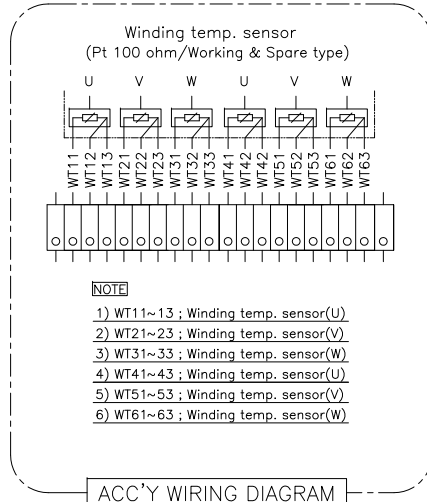 Winding temp. sensor
(Pt 100 ohm/Working & Spare type)
U V W U V W
WT11 WT12 WT13 WT21 WT22 WT23 WT31 WT32 WT33 WT41 WT42 WT42 WT51 WT52 WT53 WT61 WT62 WT63
NOTE
1) WT11~13 ; Winding temp. sensor(U)
2) WT21~23 ; Winding temp. sensor(V)
3) WT31~33 ; Winding temp. sensor(W)
4) WT41~43 ; Winding temp. sensor(U)
5) WT51~53 ; Winding temp. sensor(V)
6) WT61~63 ; Winding temp. sensor(W)
ACC'Y WIRING DIAGRAM